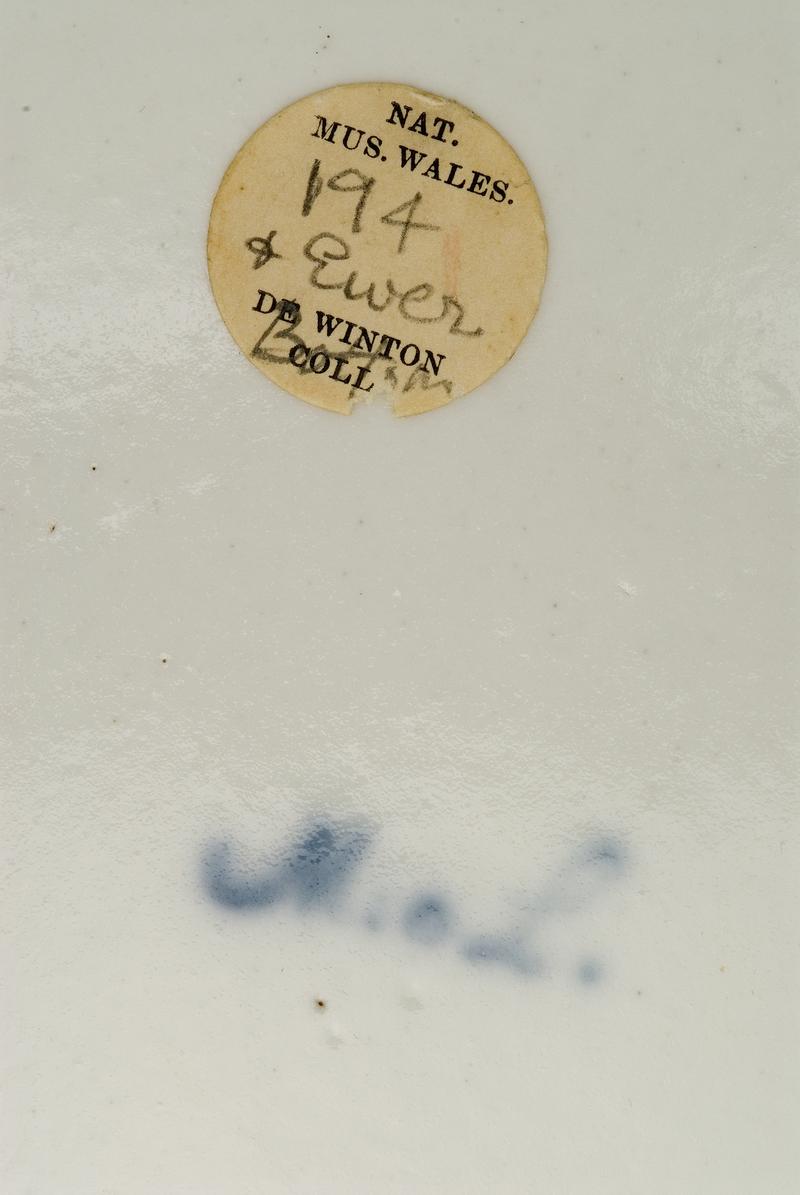 NAT.
MUS. WALES.
194
& Ewer
DE WINTON
COLL